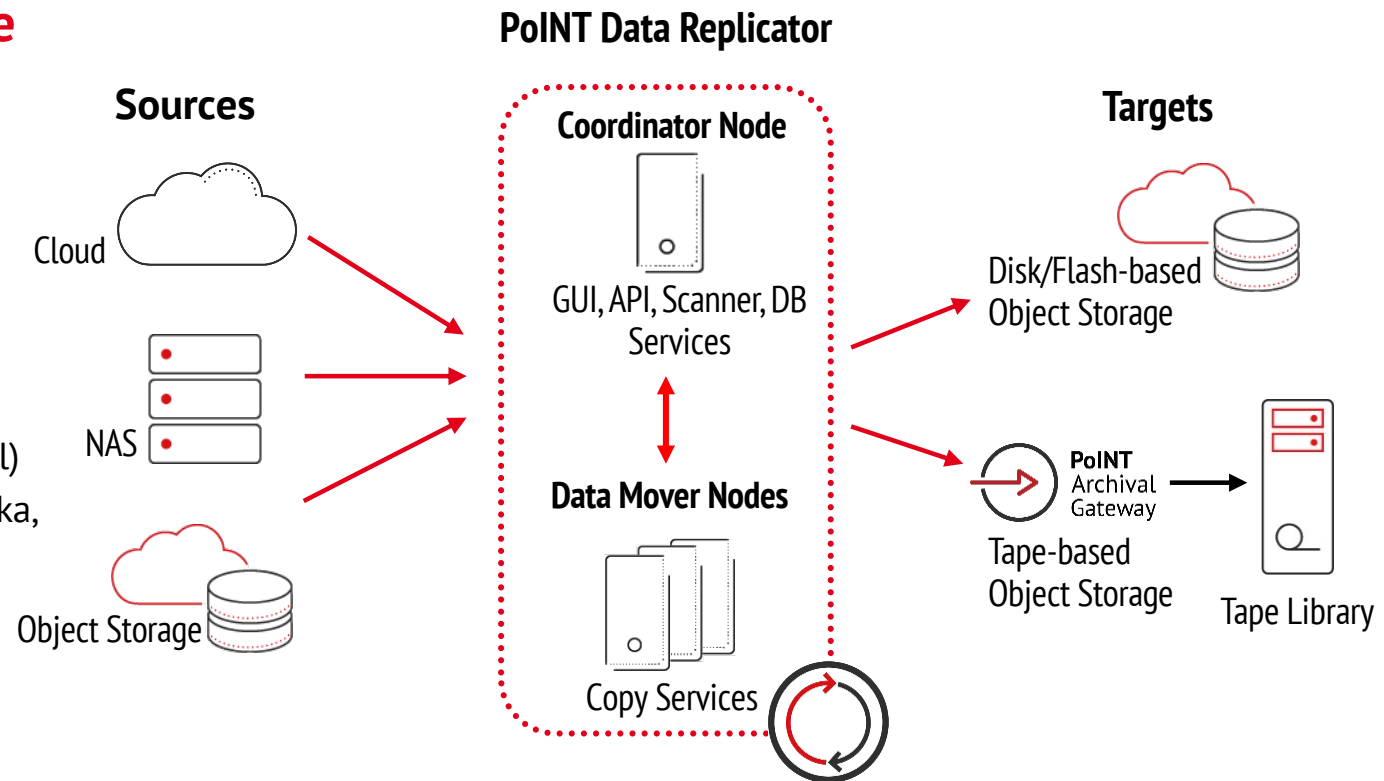 e
PoINT Data Replicator
Sources
Targets
Coordinator Node
Cloud
GUI, API, Scanner, DB
Services
Disk/Flash-based
Object Storage
NAS
l)
ka,
Data Mover Nodes
PoINT
Archival
Gateway
Tape-based
Object Storage
Tape Library
Object Storage
Copy Services